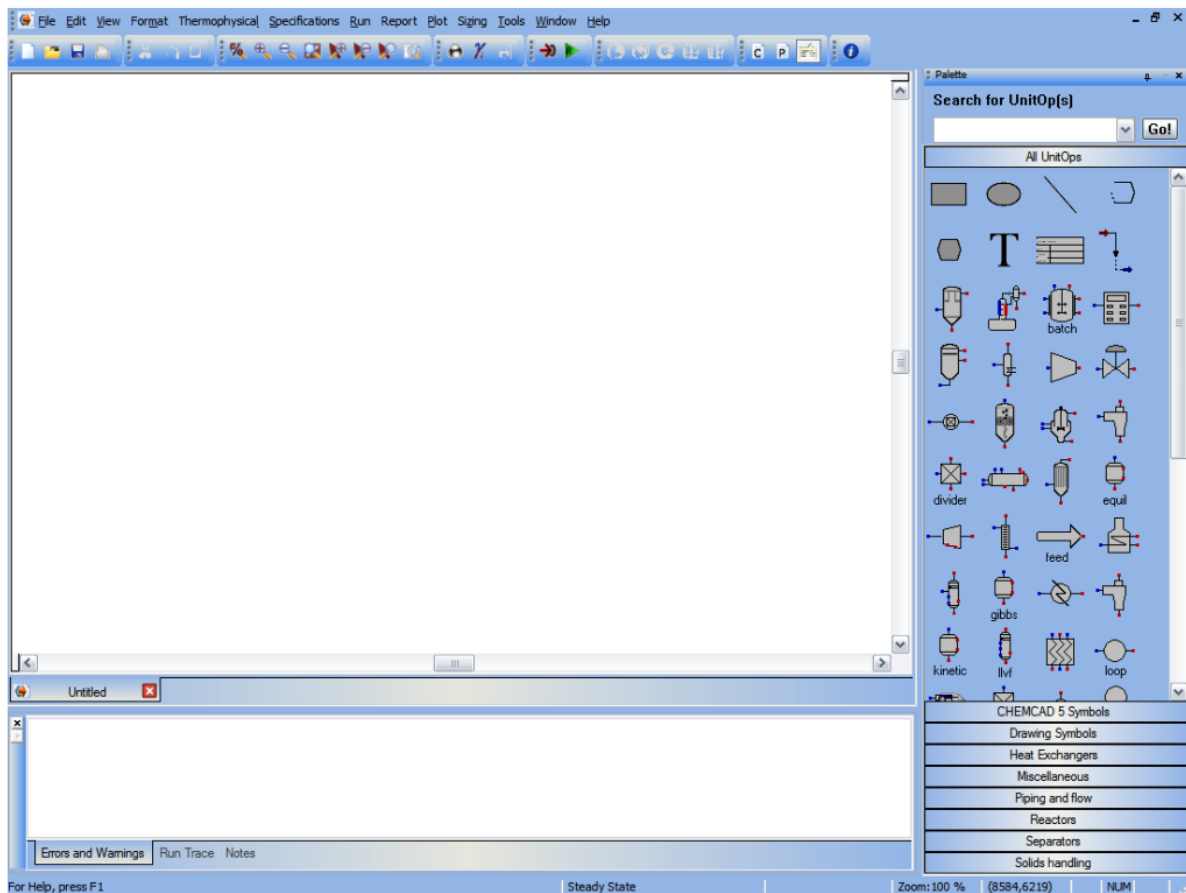 File Edit View Format Thermophysical Specifications Run Report Plot Sizing Tools Window Help
C P
Palette
Search for UnitOp(s)
Go!
All UnitOps
T
batch
divider equil
feed
gibbs
kinetic llvf loop
Untitled
CHEMCAD 5 Symbols
Drawing Symbols
Heat Exchangers
Miscellaneous
Piping and flow
Reactors
Separators
Solids handling
Errors and Warnings Run Trace Notes
For Help, press F1 Steady State Zoom:100 % (8584,6219) NUM